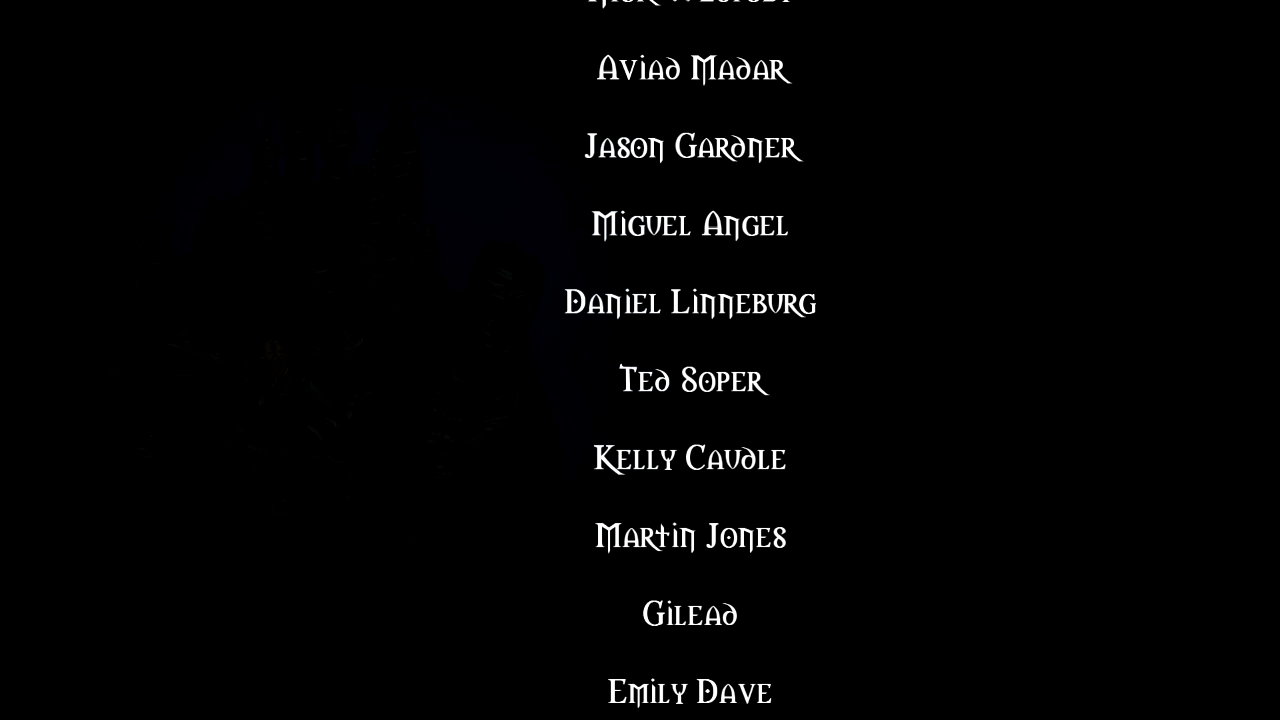 Aviad Madar
Jason Gardner
Miguel Angel
Daniel Linneburg
Ted Soper
Kelly Caudle
Martin Jones
Gilead
Emily Dave